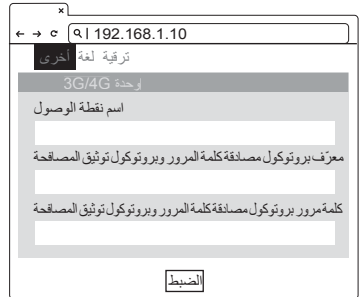 192.168.1.10
ترقية لغة أخرى
وحدة 3G/4G
اسم نقطة الوصول
معرّف بروتوكول مصادقة كلمة المرور وبروتوكول توثيق المصافحة
كلمة مرور بروتوكول مصادقة كلمة المرور وبروتوكول توثيق المصافحة
الضبط